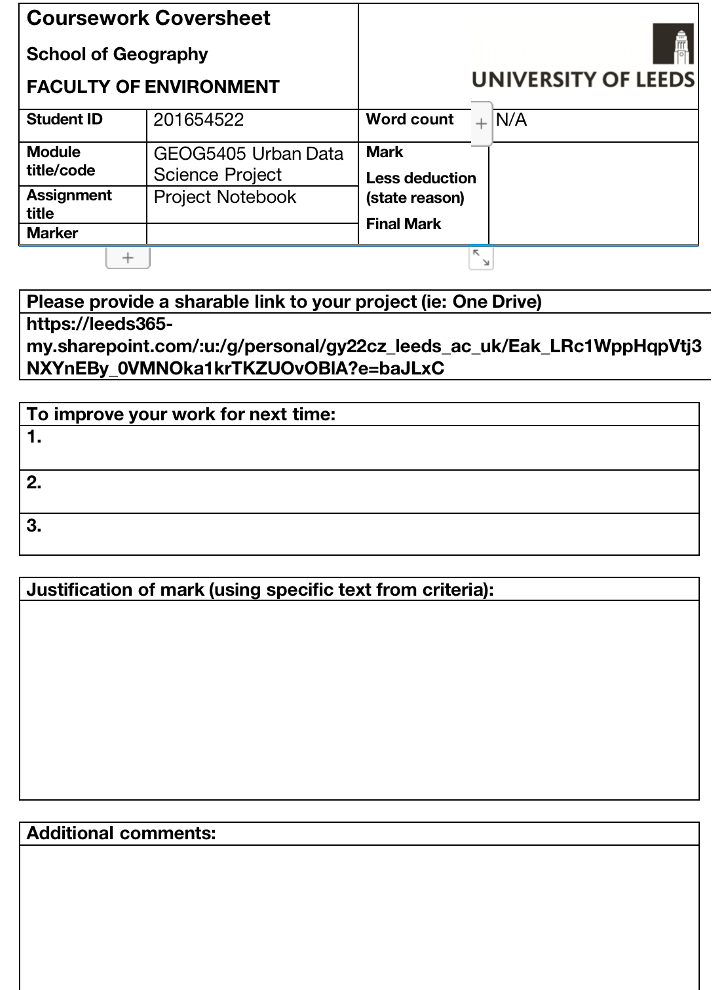 Coursework Coversheet
School of Geography
FACULTY OF ENVIRONMENT
UNIVERSITY OF LEEDS
Student ID 201654522 Word count N/A
Module title/code
GEOG5405 Urban Data
Science Project
Mark
Less deduction
(state reason)
Final Mark
Assignment title
Project Notebook
Marker
Please provide a sharable link to your project (ie: One Drive)
https://leeds365-
my.sharepoint.com/:u:/g/personal/gy22cz_leeds_ac_uk/Eak_LRc1WppHqpVtj3
NXYnEBy_0VMNOka1krTKZUOvOBlA?e=baJLxC
To improve your work for next time:
1.
2.
3.
Justification of mark (using specific text from criteria):
Additional comments: